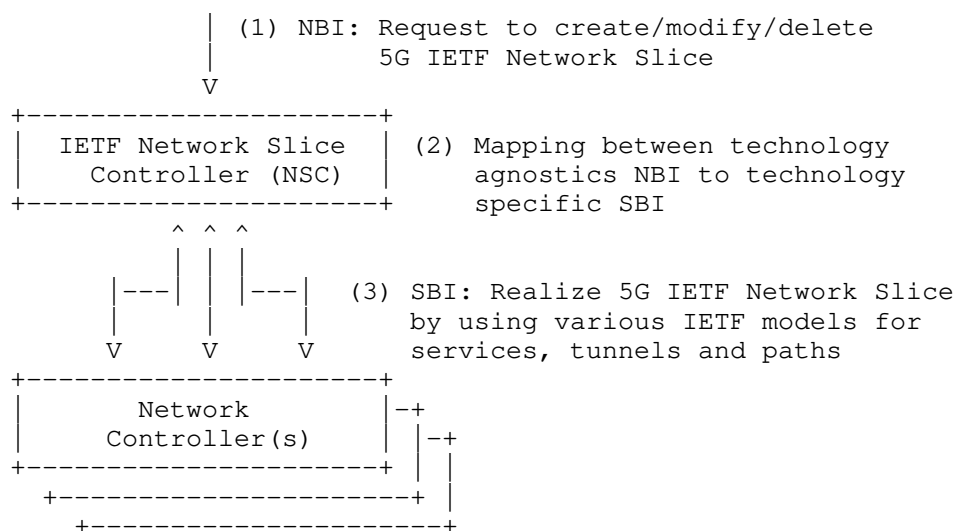 (1) NBI: Request to create/modify/delete
5G IETF Network Slice
IETF Network Slice
Controller (NSC)
(2) Mapping between technology
agnostics NBI to technology
specific SBI
(3) SBI: Realize 5G IETF Network Slice
by using various IETF models for
services, tunnels and paths
Network
Controller(s)